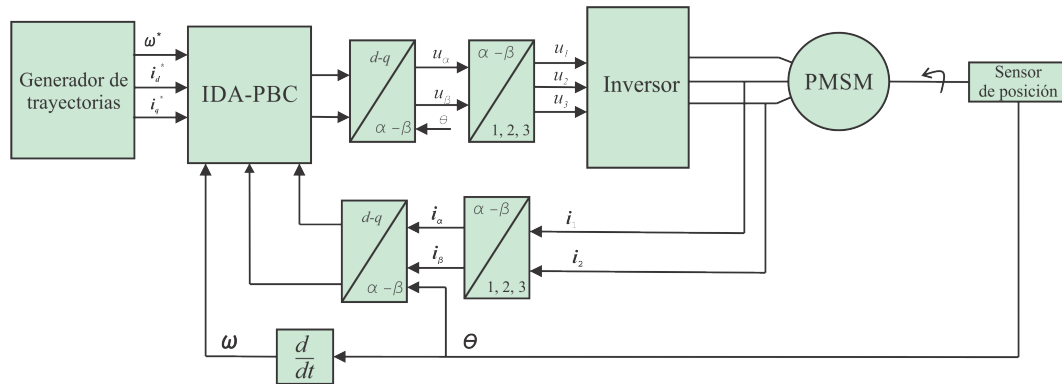 Generador de
trayectorias
ω*
i_d*
i_q*
IDA-PBC
d-q
α-β
u_α
u_β
θ
α-β
1, 2, 3
u_1
u_2
u_3
Inversor
PMSM
Sensor
de posición
d-q
α-β
i_α
i_β
α-β
1, 2, 3
i_1
i_2
ω
d
dt
θ